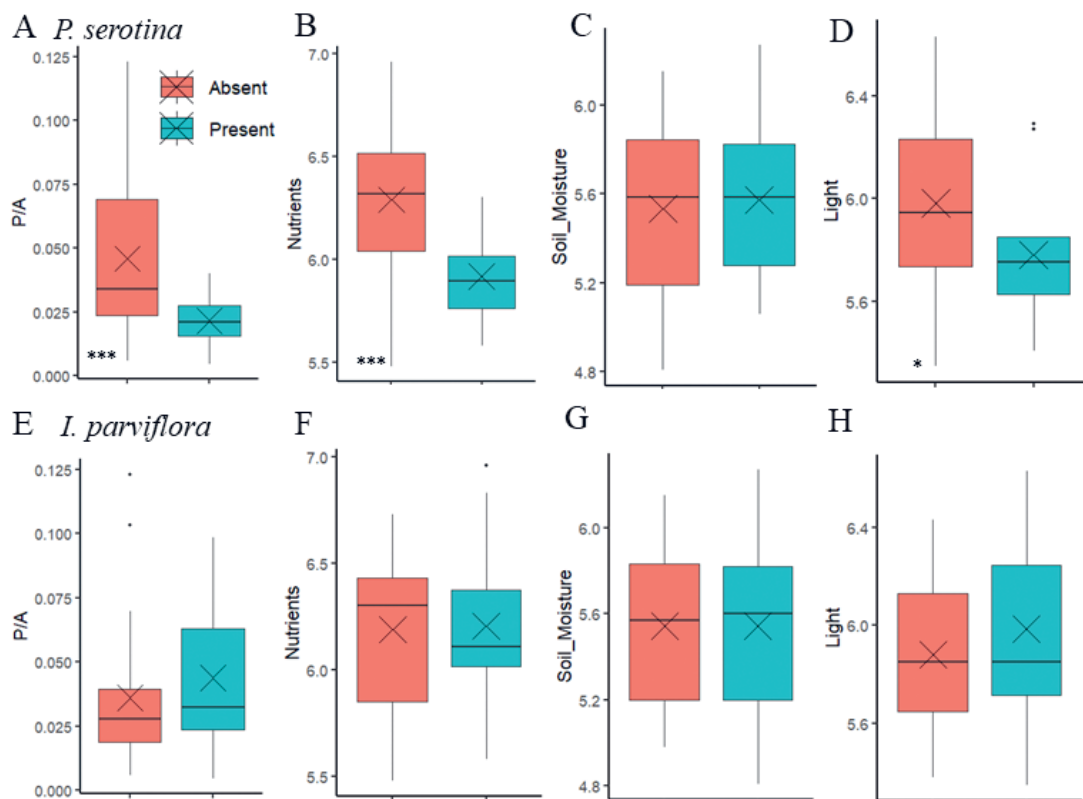 A P. serotina
P/A
0.125
0.100
0.075
0.050
0.025
0.000
Absent
Present
***
B
Nutrients
7.0
6.5
6.0
5.5
***
C
Soil_Moisture
6.0
5.6
5.2
4.8
D
Light
6.4
6.0
5.6
*
E I. parviflora
P/A
0.125
0.100
0.075
0.050
0.025
0.000
F
Nutrients
7.0
6.5
6.0
5.5
G
Soil_Moisture
6.0
5.6
5.2
4.8
H
Light
6.4
6.0
5.6